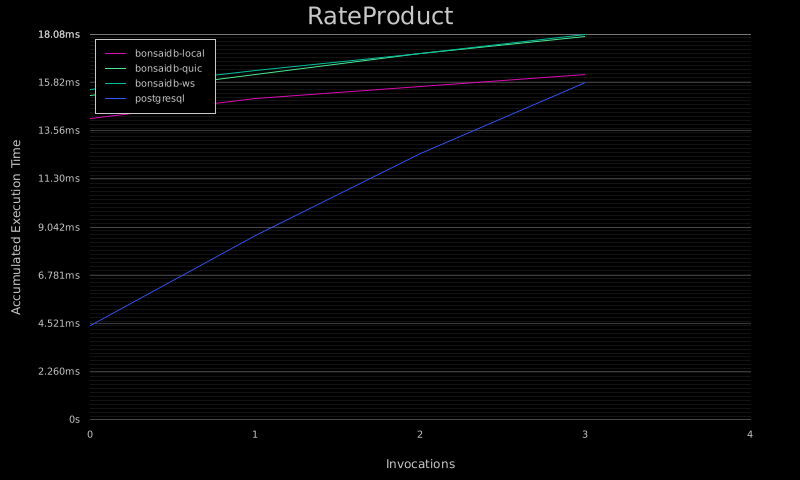 RateProduct
18.08ms
15.82ms
13.56ms
11.30ms
9.042ms
6.781ms
4.521ms
2.260ms
0s
Accumulated Execution Time
bonsaidb-local
bonsaidb-quic
bonsaidb-ws
postgresql
0 1 2 3 4
Invocations